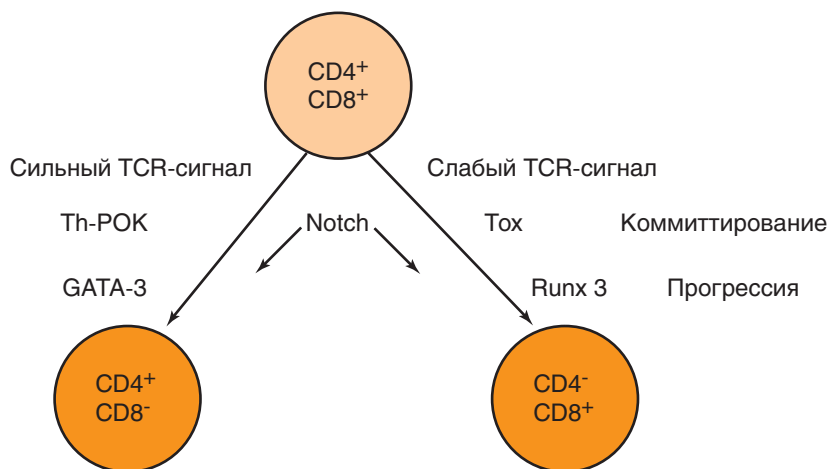 CD4+
CD8+
Сильный TCR-сигнал
Слабый TCR-сигнал
Th-POK
Notch
Tox
Коммиттирование
GATA-3
Runx 3
Прогрессия
CD4+
CD8-
CD4-
CD8+